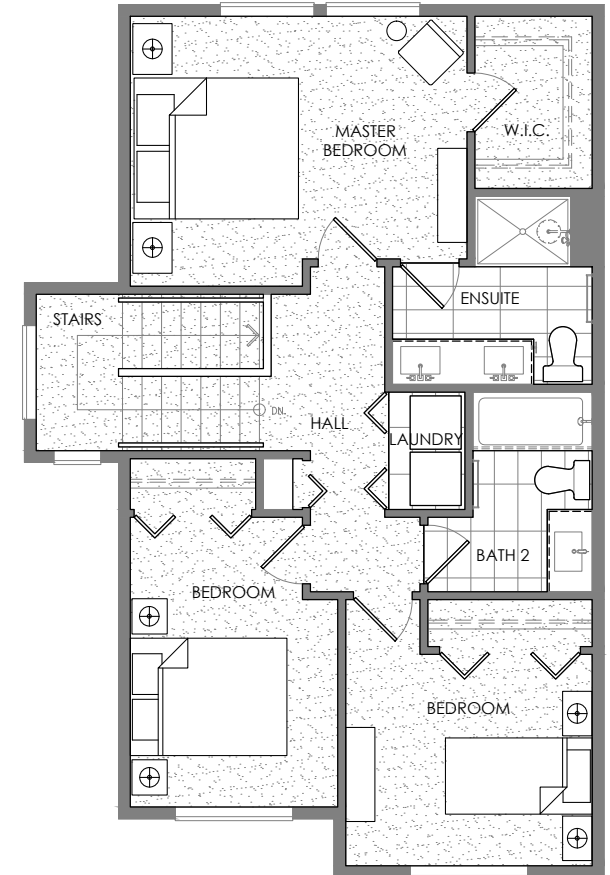 MASTER
BEDROOM
W.I.C.
ENSUITE
STAIRS
DN.
HALL
LAUNDRY
BATH 2
BEDROOM
BEDROOM